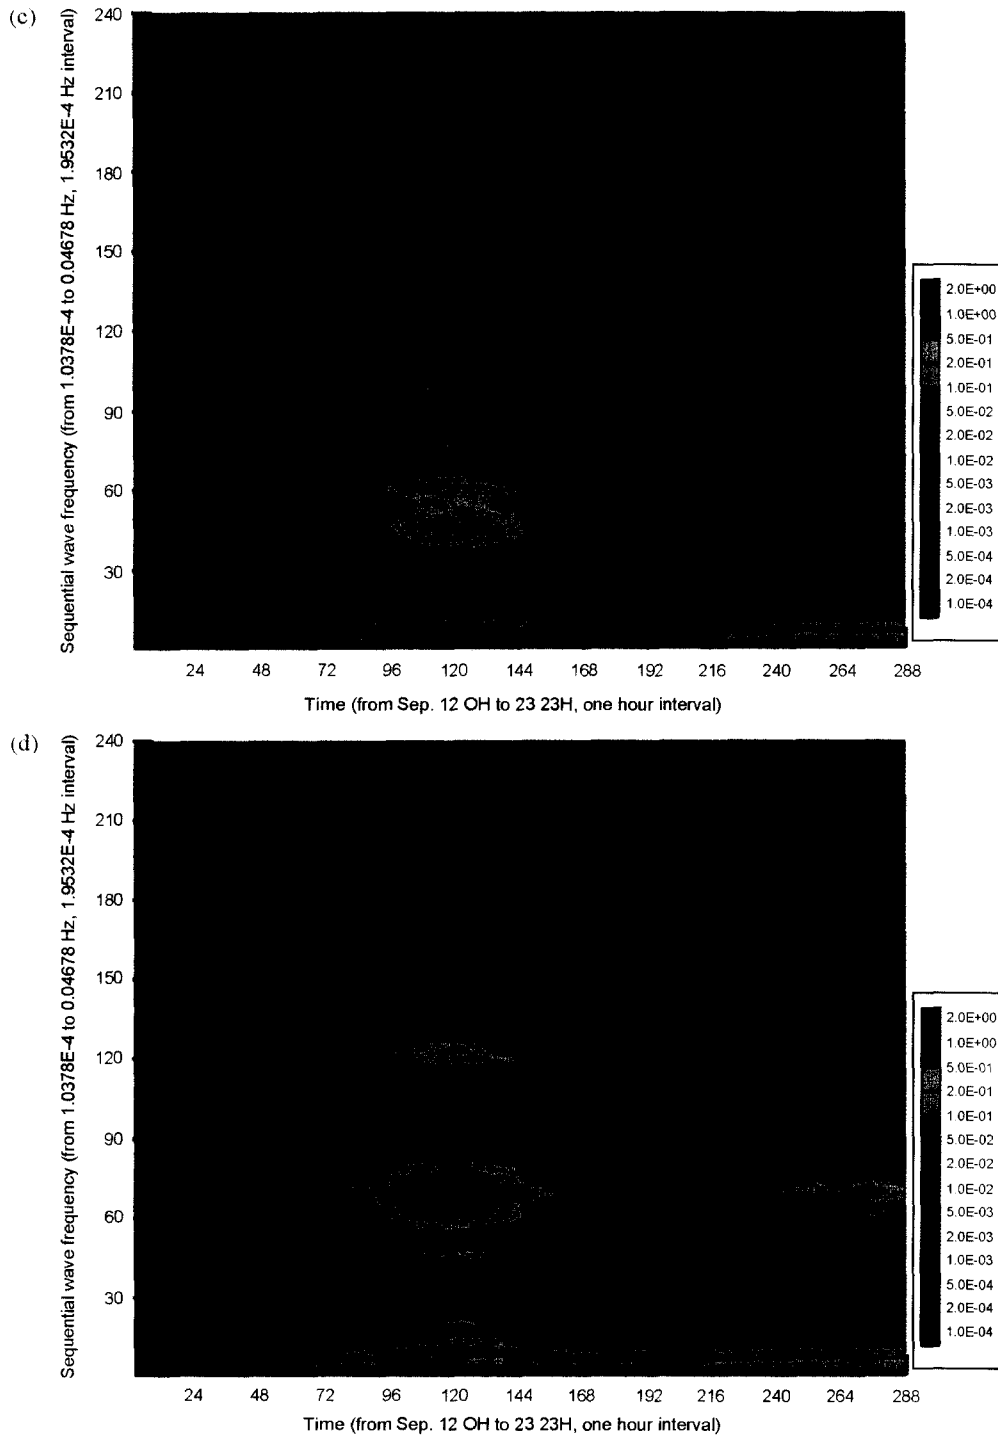 (c)
Sequential wave frequency (from 1.0378E-4 to 0.04678 Hz, 1.9532E-4 Hz interval)
240
210
180
150
120
90
60
30
24 48 72 96 120 144 168 192 216 240 264 288
Time (from Sep. 12 OH to 23 23H, one hour interval)
2.0E+00
1.0E+00
5.0E-01
2.0E-01
1.0E-01
5.0E-02
2.0E-02
1.0E-02
5.0E-03
2.0E-03
1.0E-03
5.0E-04
2.0E-04
1.0E-04
(d)
Sequential wave frequency (from 1.0378E-4 to 0.04678 Hz, 1.9532E-4 Hz interval)
240
210
180
150
120
90
60
30
24 48 72 96 120 144 168 192 216 240 264 288
Time (from Sep. 12 OH to 23 23H, one hour interval)
2.0E+00
1.0E+00
5.0E-01
2.0E-01
1.0E-01
5.0E-02
2.0E-02
1.0E-02
5.0E-03
2.0E-03
1.0E-03
5.0E-04
2.0E-04
1.0E-04